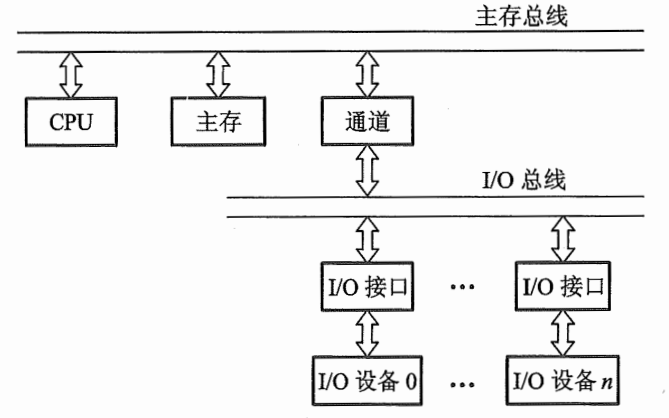 主存总线
CPU 主存 通道
I/O 总线
I/O 接口 … I/O 接口
I/O 设备 0 … I/O 设备 n